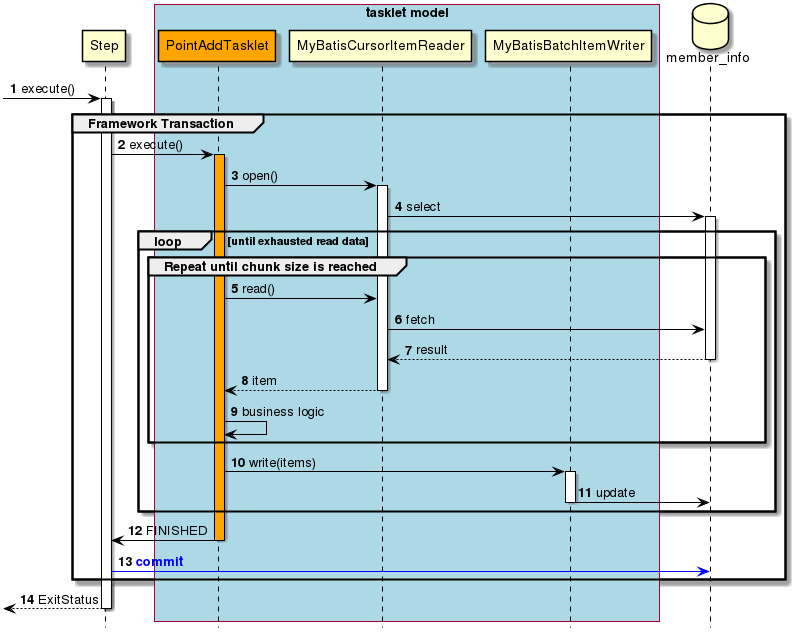 tasklet model
Step
PointAddTasklet
MyBatisCursorItemReader
MyBatisBatchItemWriter
member_info
1 execute()
Framework Transaction
2 execute()
3 open()
4 select
loop [until exhausted read data]
Repeat until chunk size is reached
5 read()
6 fetch
7 result
8 item
9 business logic
10 write(items)
11 update
12 FINISHED
13 commit
14 ExitStatus